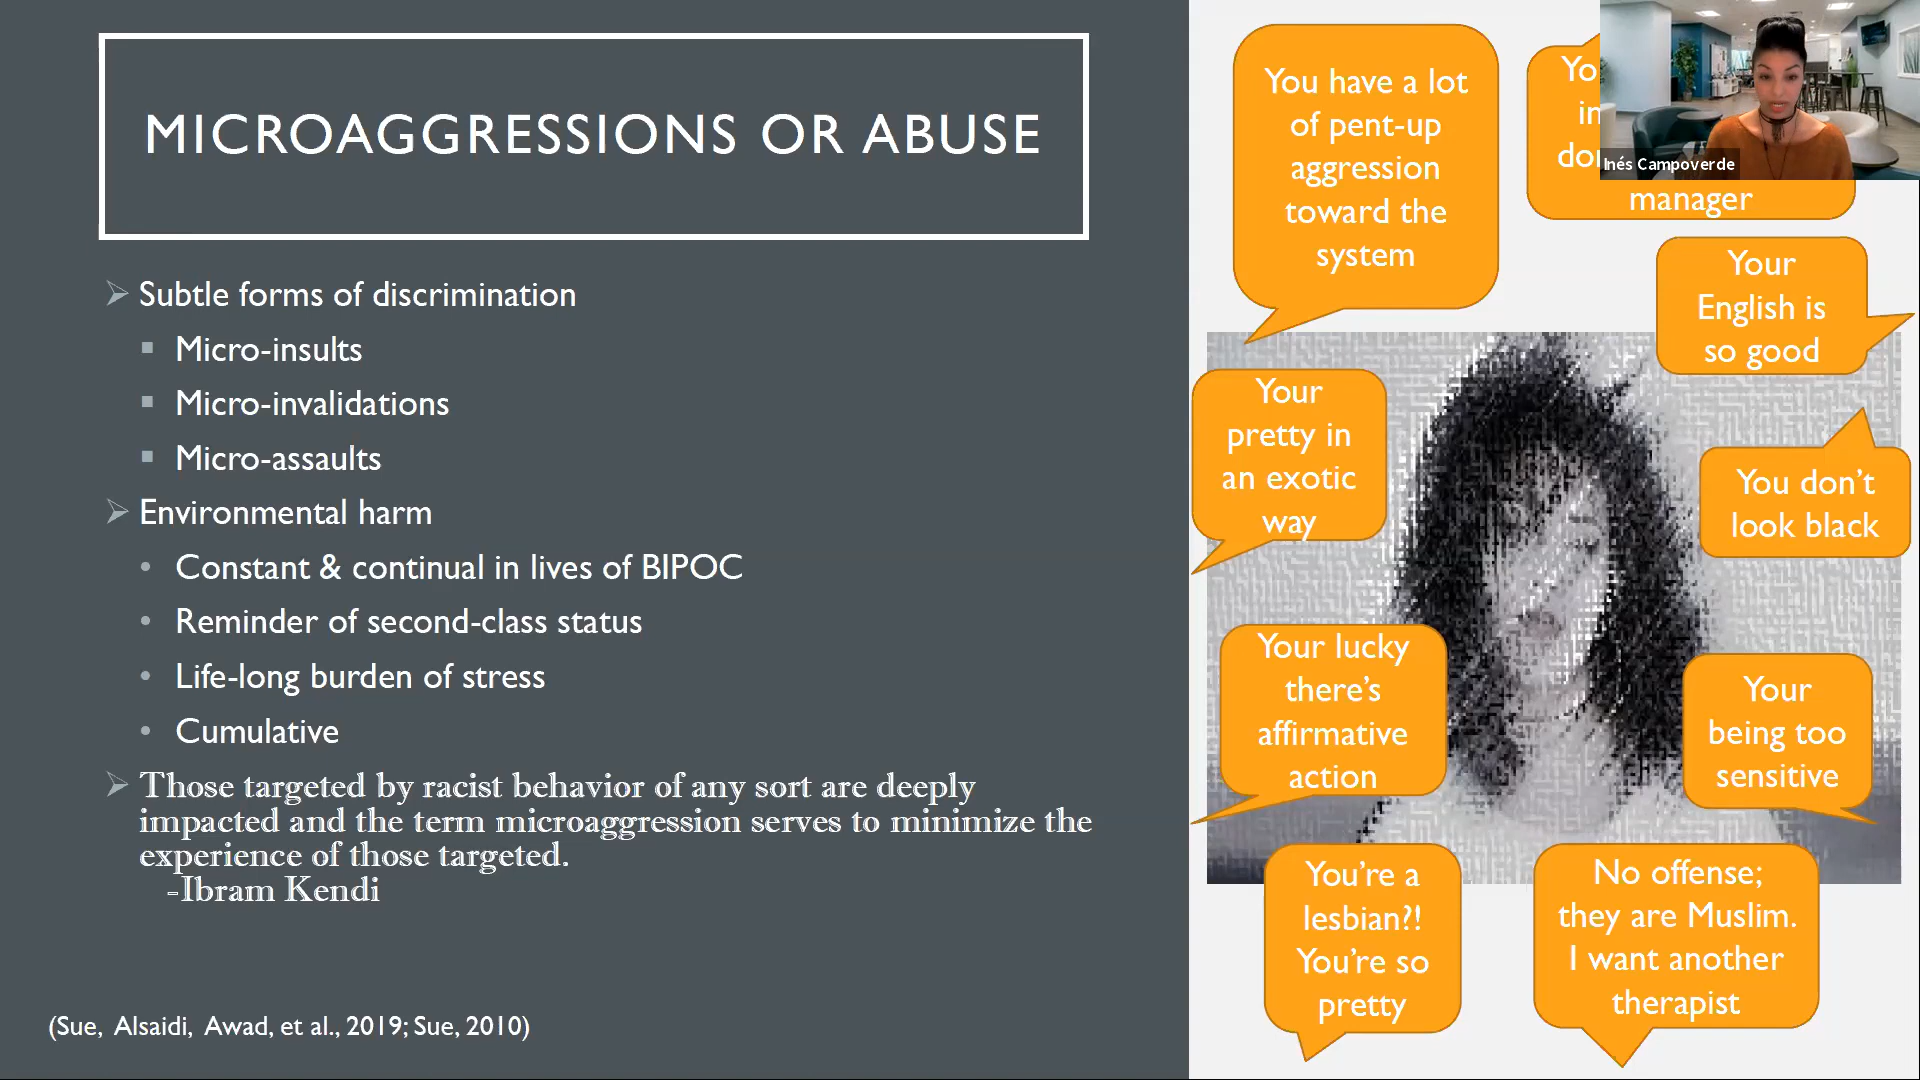 MICROAGGRESSIONS OR ABUSE
Subtle forms of discrimination
Micro-insults
Micro-invalidations
Micro-assaults
Environmental harm
Constant & continual in lives of BIPOC
Reminder of second-class status
Life-long burden of stress
Cumulative
Those targeted by racist behavior of any sort are deeply
impacted and the term microaggression serves to minimize the
experience of those targeted.
-Ibram Kendi
(Sue, Alsaidi, Awad, et al., 2019; Sue, 2010)
You have a lot
of pent-up
aggression
toward the
system
manager
Inés Campoverde
Your
English is
so good
Your
pretty in
an exotic
way
You don't
look black
Your lucky
there's
affirmative
action
Your
being too
sensitive
You're a
lesbian?!
You're so
pretty
No offense;
they are Muslim.
I want another
therapist